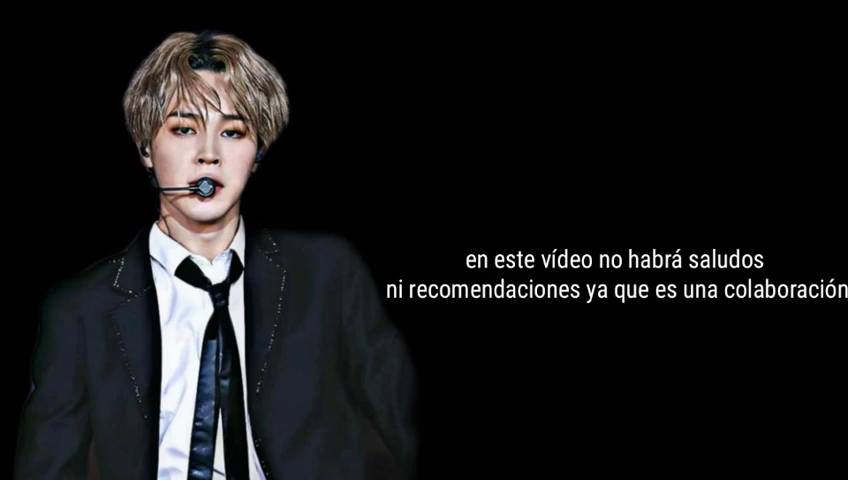 en este vídeo no habrá saludos
ni recomendaciones ya que es una colaboración